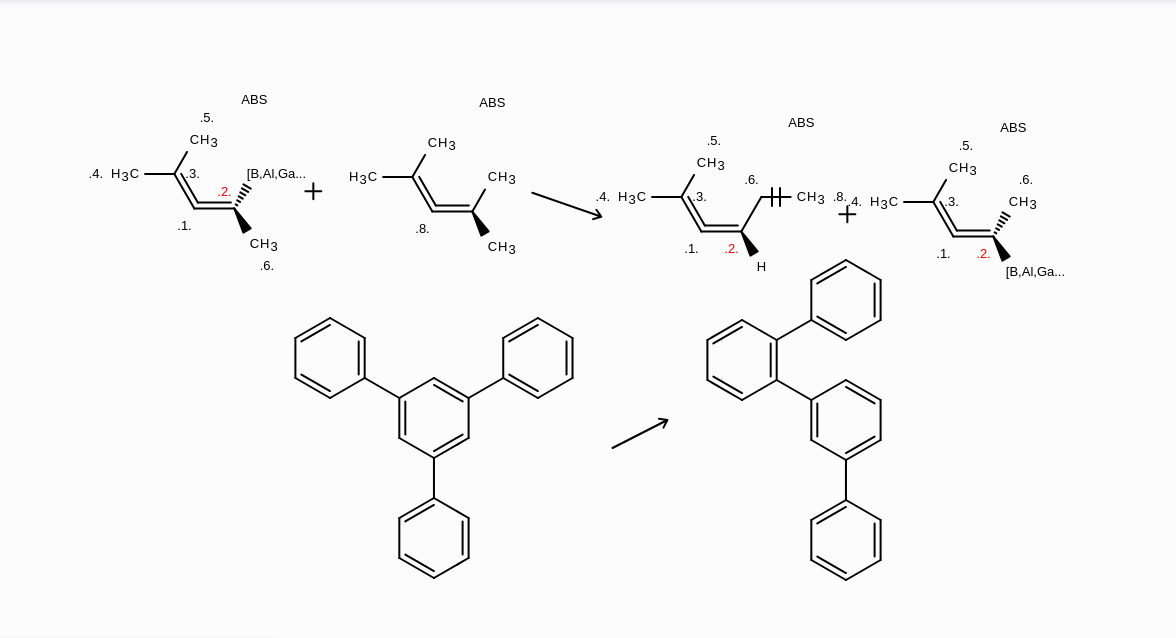 ABS
.5.
CH3
.4. H3C .3. .2. [B,Al,Ga...
.1.
CH3
.6.
+
ABS
CH3
H3C CH3
.8.
CH3
ABS
.5.
CH3
.6.
.4. H3C .3. CH3 .8.
.1. .2.
H
+
ABS
.5.
CH3
.6.
.4. H3C .3. CH3
.1. .2.
[B,Al,Ga...